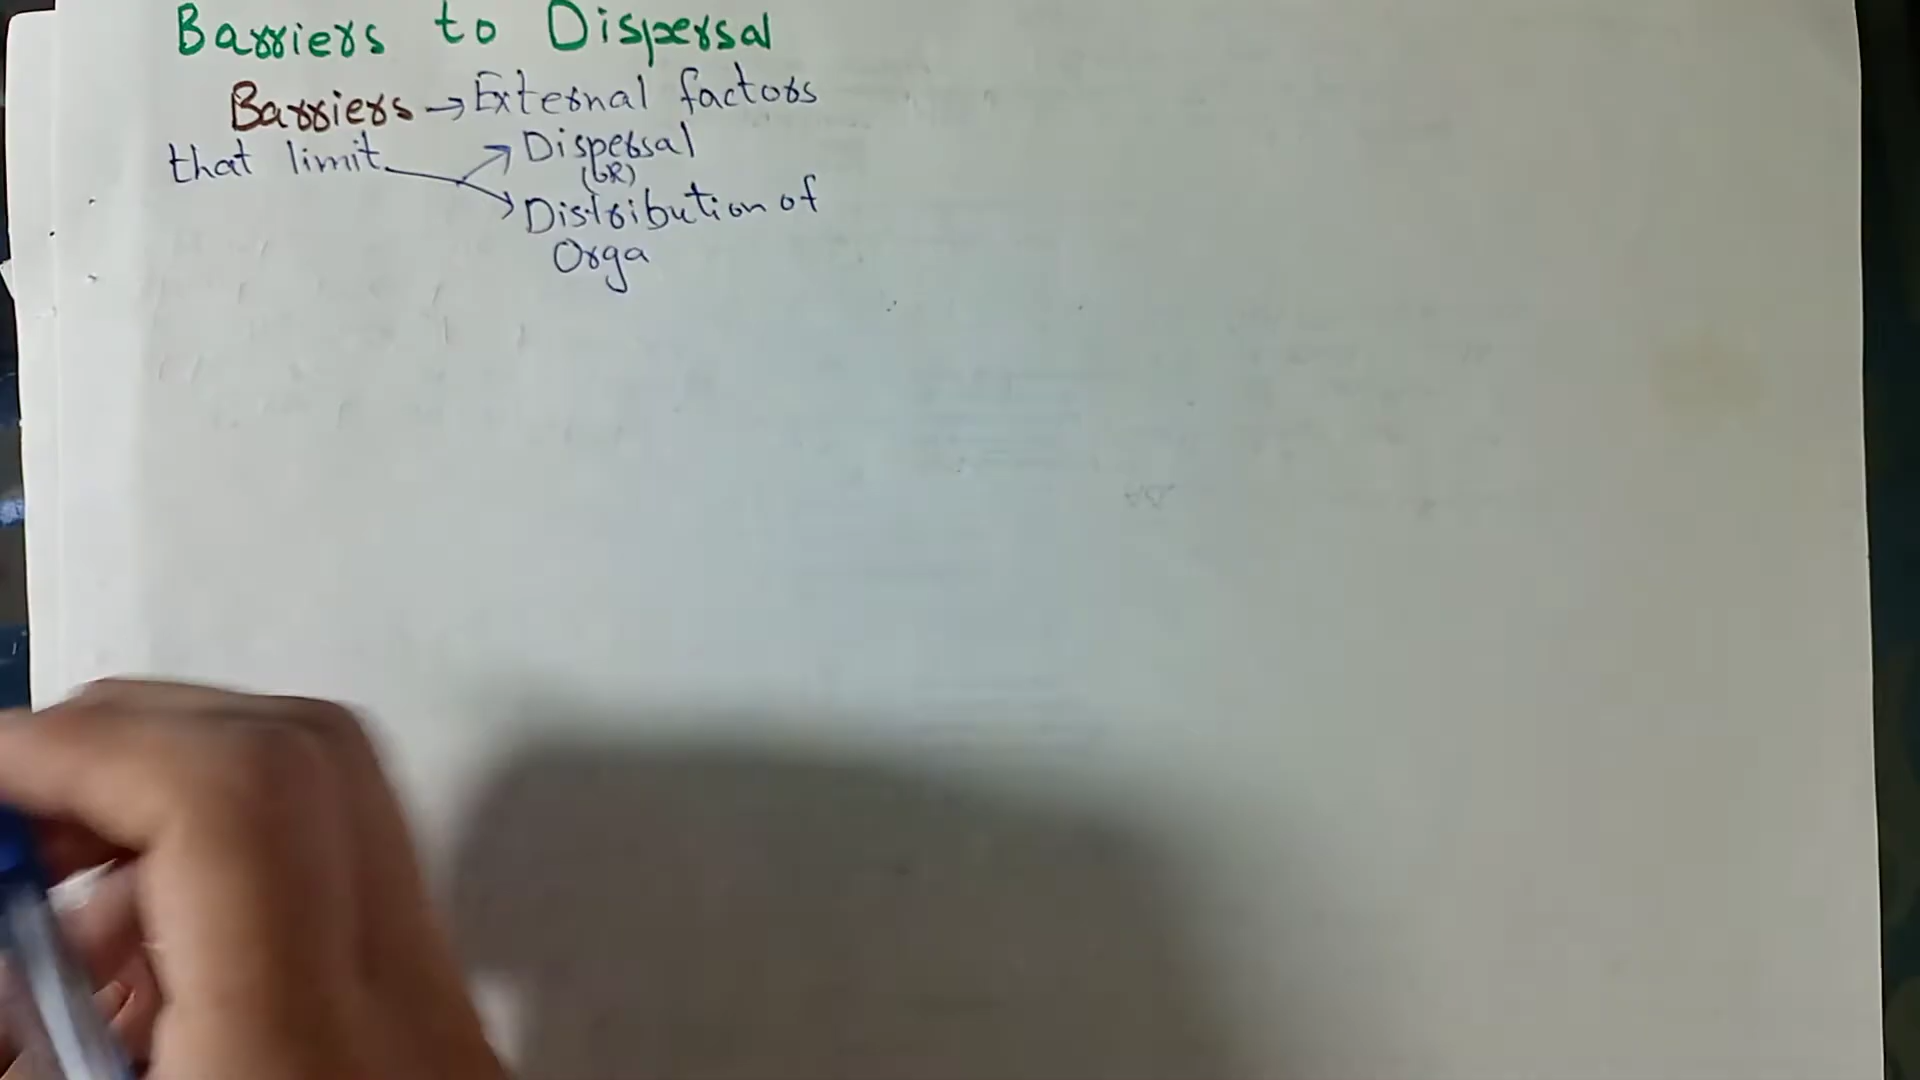 Barriers to Dispersal
Barriers → External factors
that limit → Dispersal
(OR)
→ Distribution of
Orga